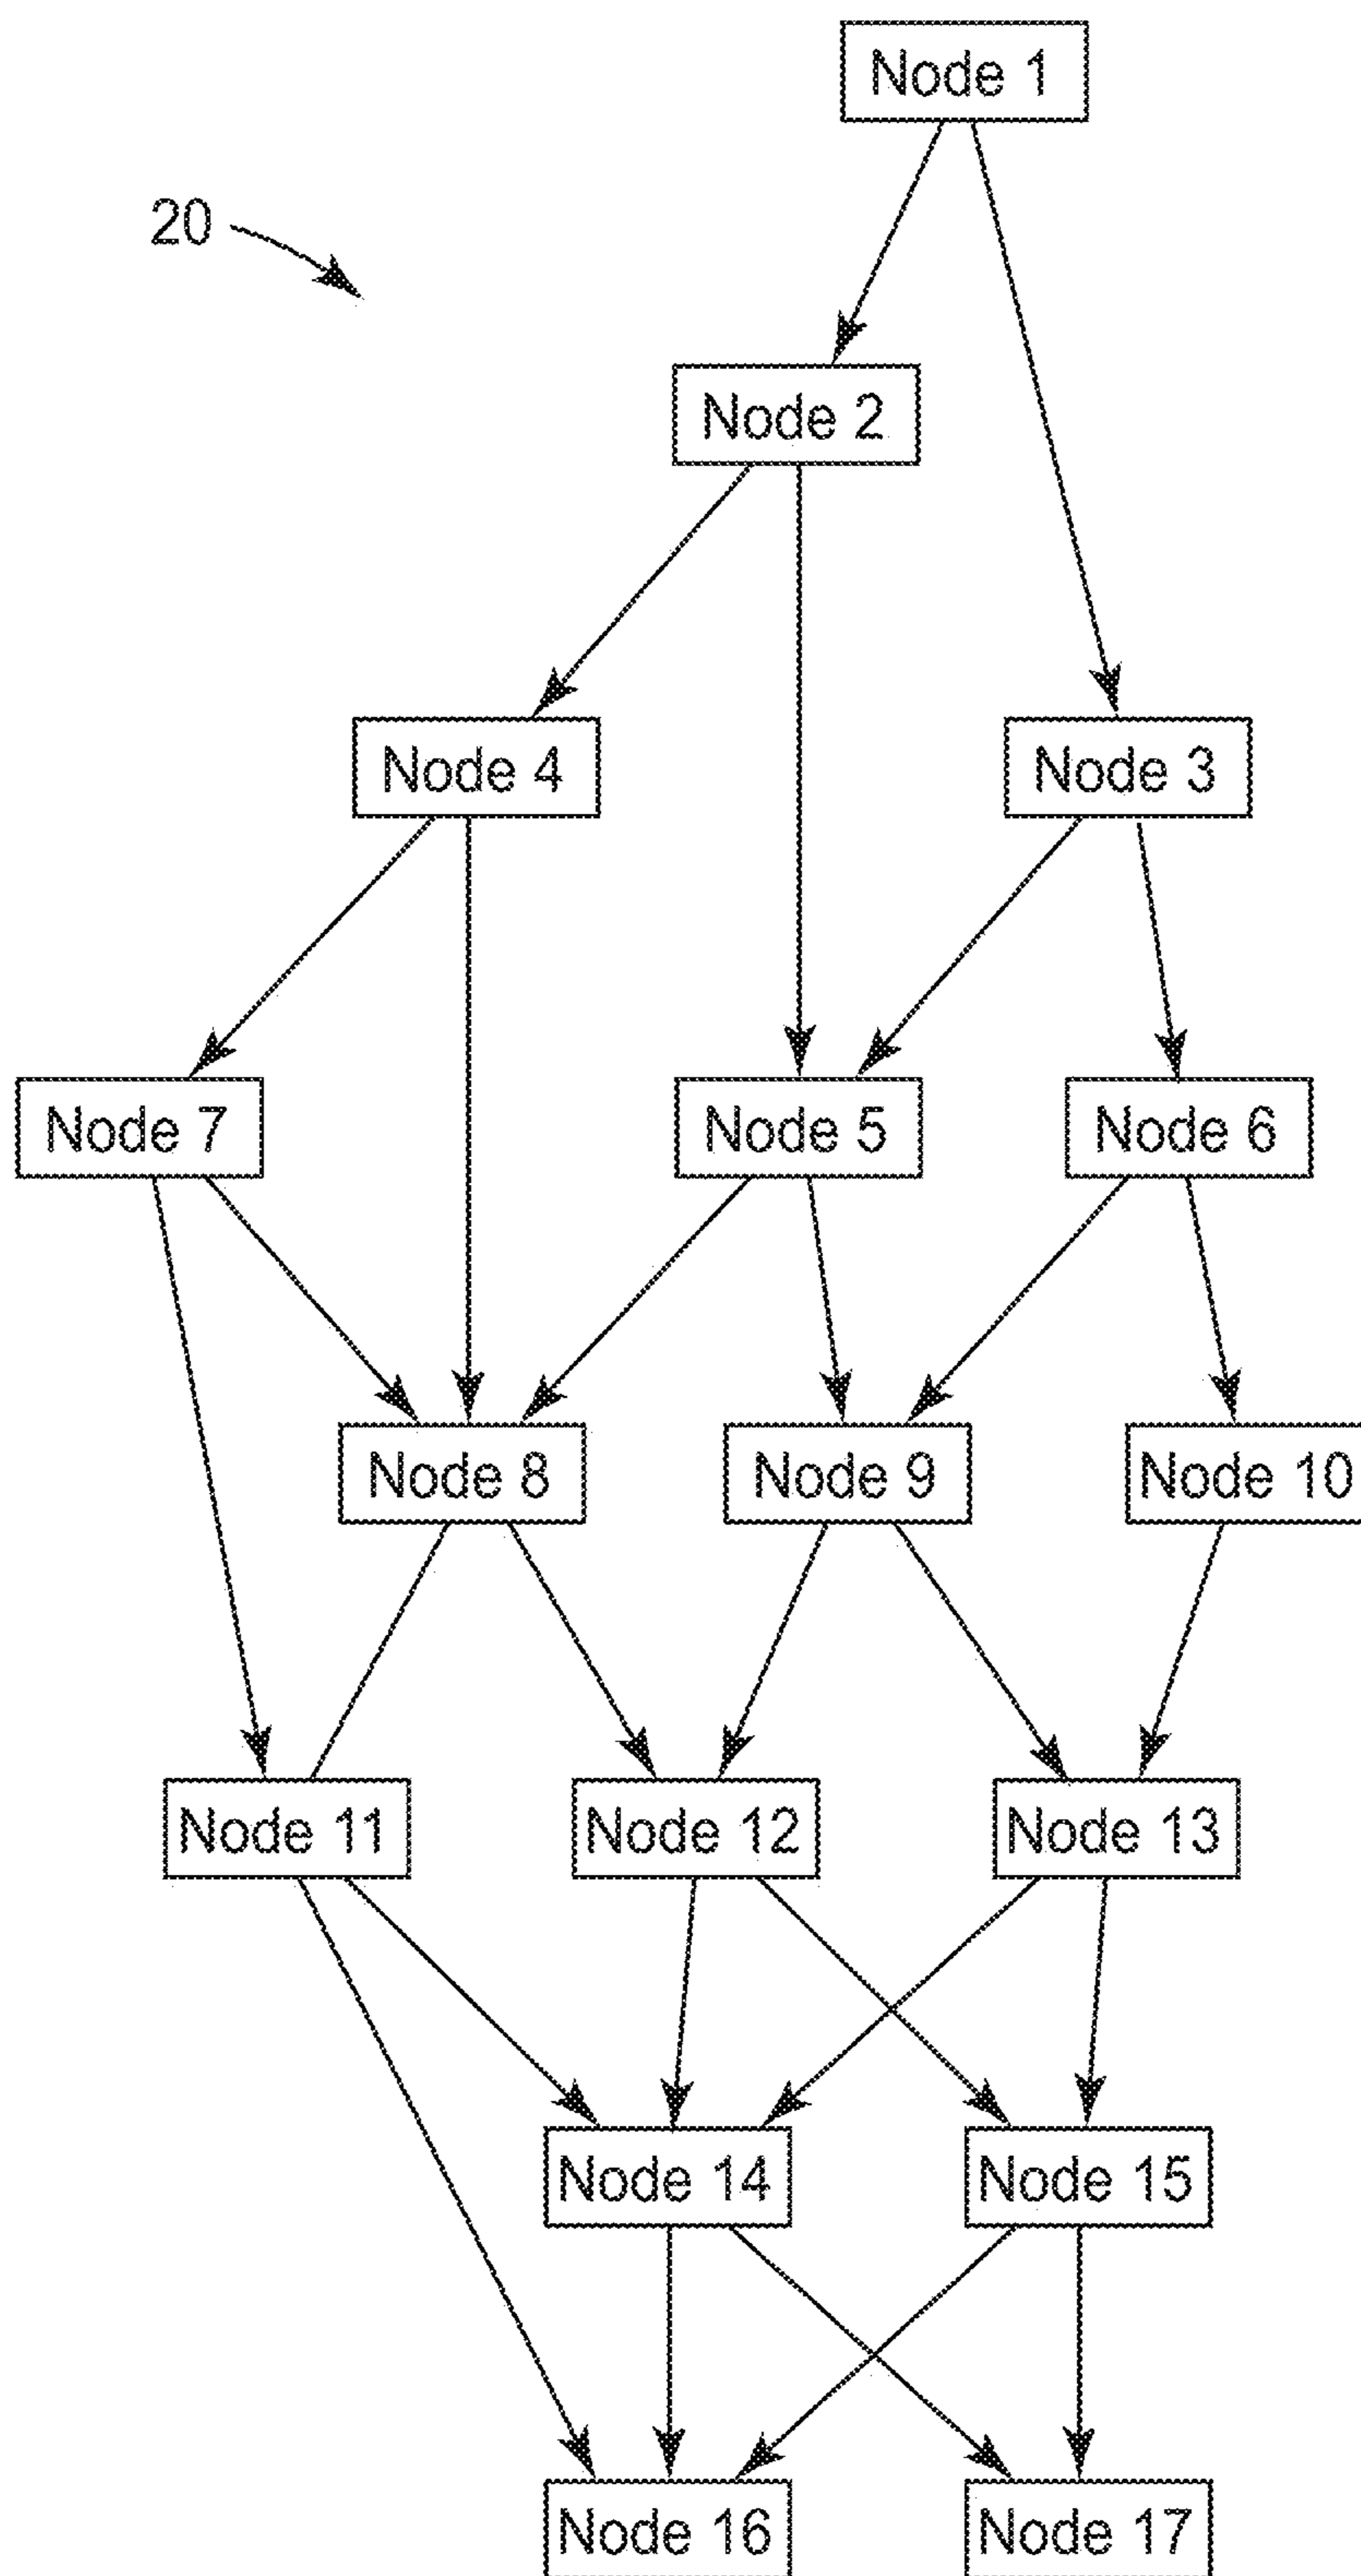 Node 1
20
Node 2
Node 4
Node 3
Node 7
Node 5
Node 6
Node 8
Node 9
Node 10
Node 11
Node 12
Node 13
Node 14
Node 15
Node 16
Node 17